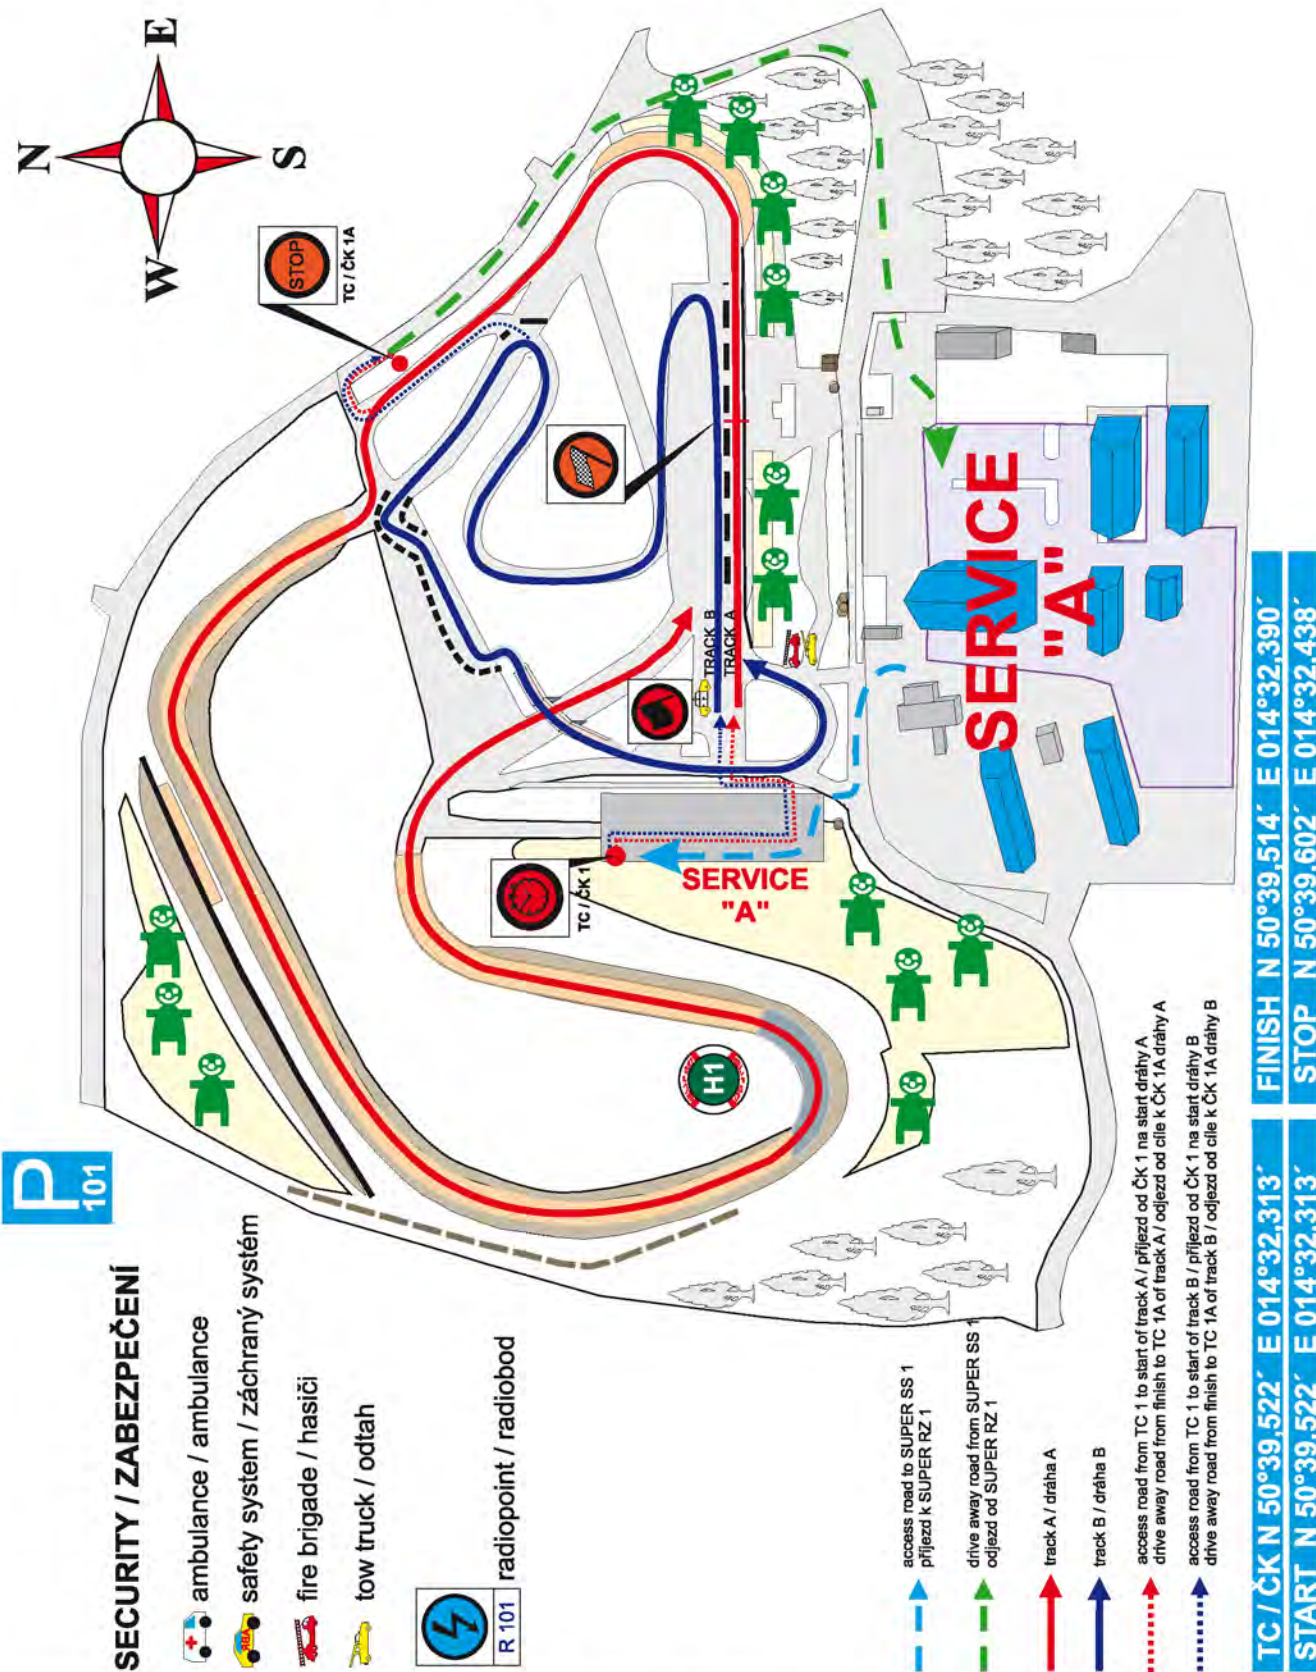 N
E
W
S
STOP
TC / ČK 1A
P
101
SECURITY / ZABEZPEČENÍ
ambulance / ambulance
safety system / záchraný systém
RBA
fire brigade / hasiči
tow truck / odtah
R 101
radiopoint / radiobod
TRACK B
TRACK A
TC / ČK 1
SERVICE
"A"
SERVICE
"A"
H1
access road to SUPER SS 1
příjezd k SUPER RZ 1
drive away road from SUPER SS 1
odjezd od SUPER RZ 1
track A / dráha A
track B / dráha B
access road from TC 1 to start of track A / příjezd od ČK 1 na start dráhy A
drive away road from finish to TC 1A of track A / odjezd od cíle k ČK 1A dráhy A
access road from TC 1 to start of track B / příjezd od ČK 1 na start dráhy B
drive away road from finish to TC 1A of track B / odjezd od cíle k ČK 1A dráhy B
TC / ČK N 50°39,522´ E 014°32,313´
FINISH N 50°39,514´ E 014°32,390´
START N 50°39,522´ E 014°32,313´
STOP N 50°39,602´ E 014°32,438´